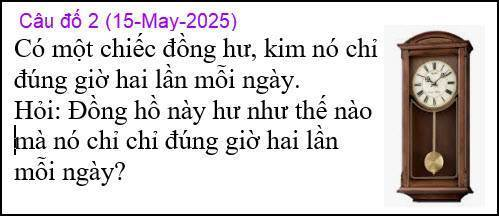 Câu đố 2 (15-May-2025)
Có một chiếc đồng hư, kim nó chỉ
đúng giờ hai lần mỗi ngày.
Hỏi: Đồng hồ này hư như thế nào
mà nó chỉ chỉ đúng giờ hai lần
mỗi ngày?